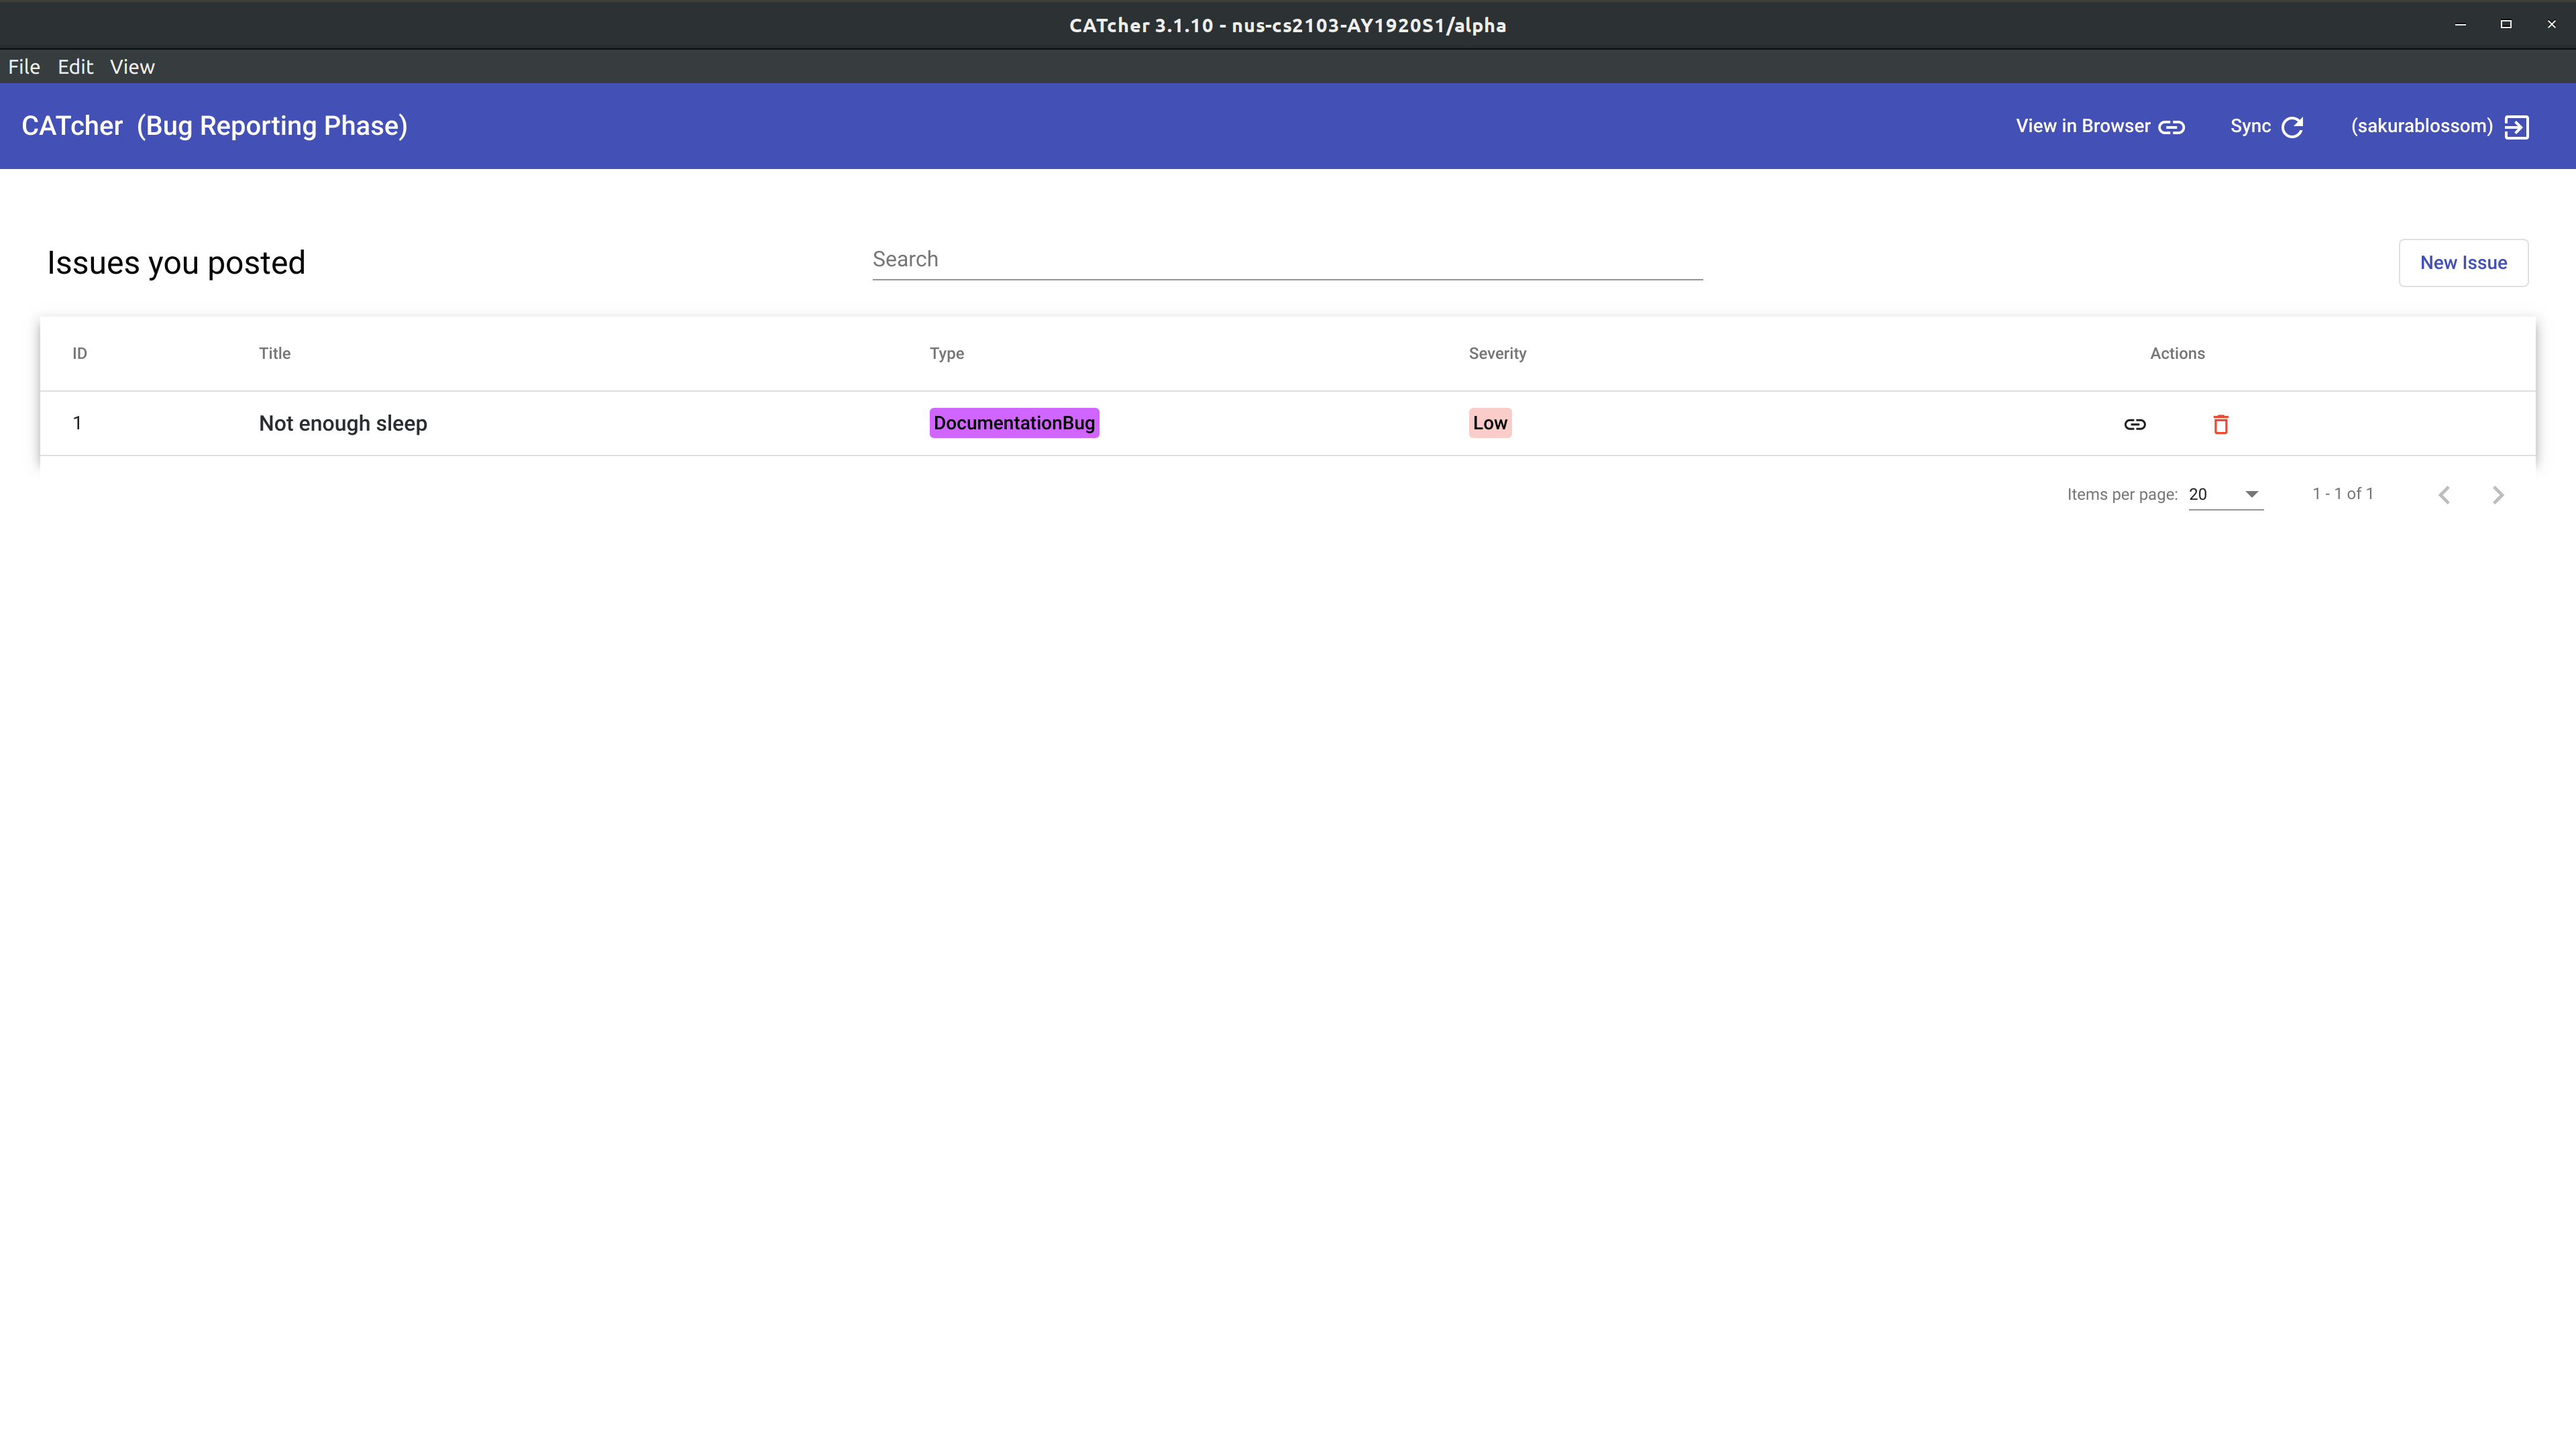 CATcher 3.1.10 - nus-cs2103-AY1920S1/alpha
File Edit View
CATcher (Bug Reporting Phase) View in Browser Sync (sakurablossom)
Issues you posted Search New Issue
ID Title Type Severity Actions
1 Not enough sleep DocumentationBug Low
Items per page: 20 1 - 1 of 1